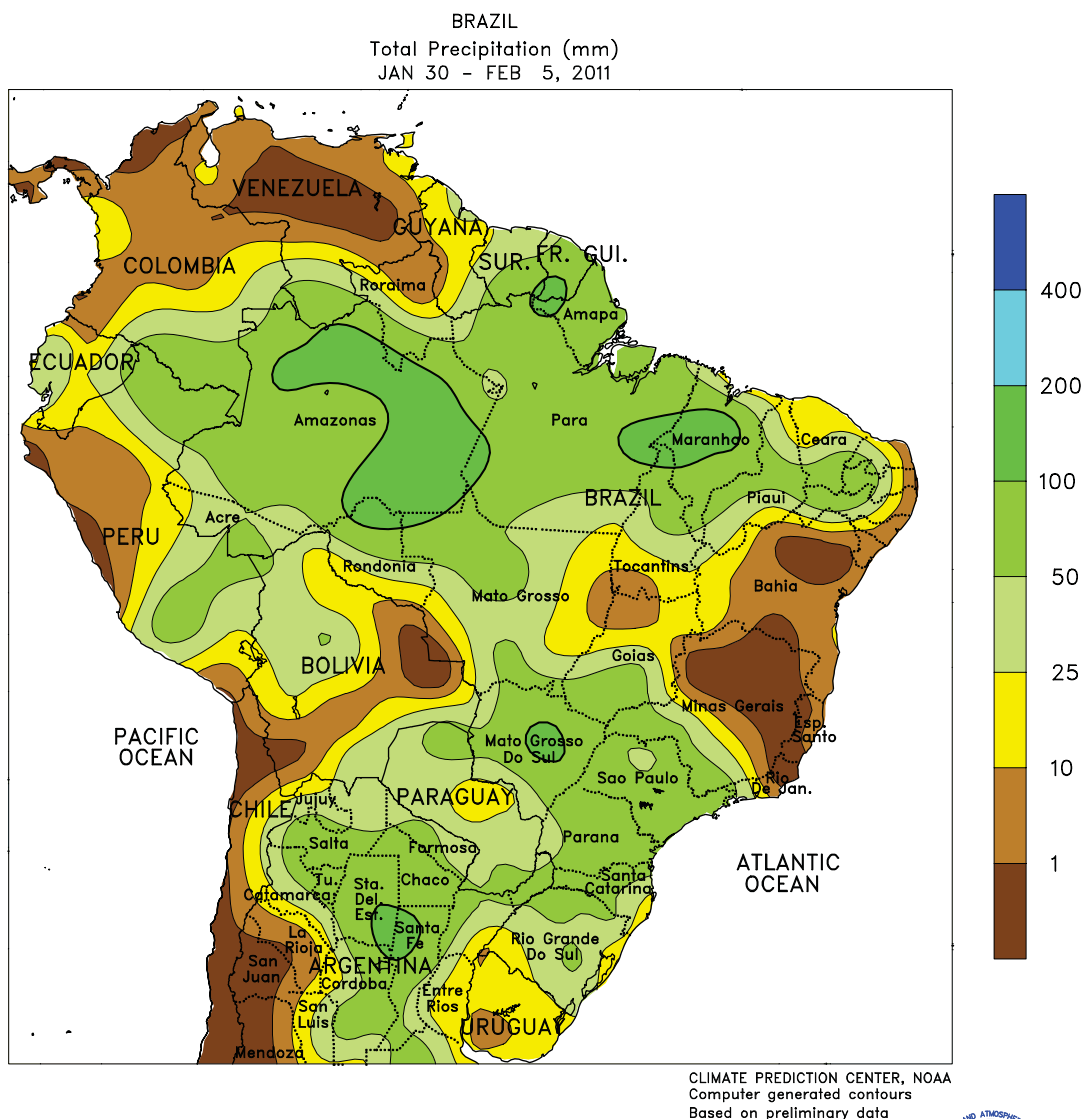 BRAZIL
Total Precipitation (mm)
JAN 30 - FEB 5, 2011
VENEZUELA
GUYANA
COLOMBIA
SUR.
FR. GUI.
Roraima
Amapa
400
ECUADOR
200
Amazonas
Para
Maranhao
Ceara
100
BRAZIL
Piaui
Acre
PERU
Rondonia
Tocantins
Bahia
50
Mato Grosso
BOLIVIA
Goias
25
Minas Gerais
Esp.
Santo
PACIFIC
OCEAN
Mato Grosso
Do Sul
Sao Paulo
Rio
De Jan.
10
CHILE
Jujuy
PARAGUAY
Salta
Formosa
Parana
ATLANTIC
OCEAN
1
Tu.
Sta.
Del
Est.
Chaco
Santa
Catarina
Catamarca
La
Rioja
Santa
Fe
Rio Grande
Do Sul
San
Juan
ARGENTINA
Cordoba
Entre
Rios
San
Luis
URUGUAY
Mendoza
CLIMATE PREDICTION CENTER, NOAA
Computer generated contours
Based on preliminary data
AND ATMOSPHE